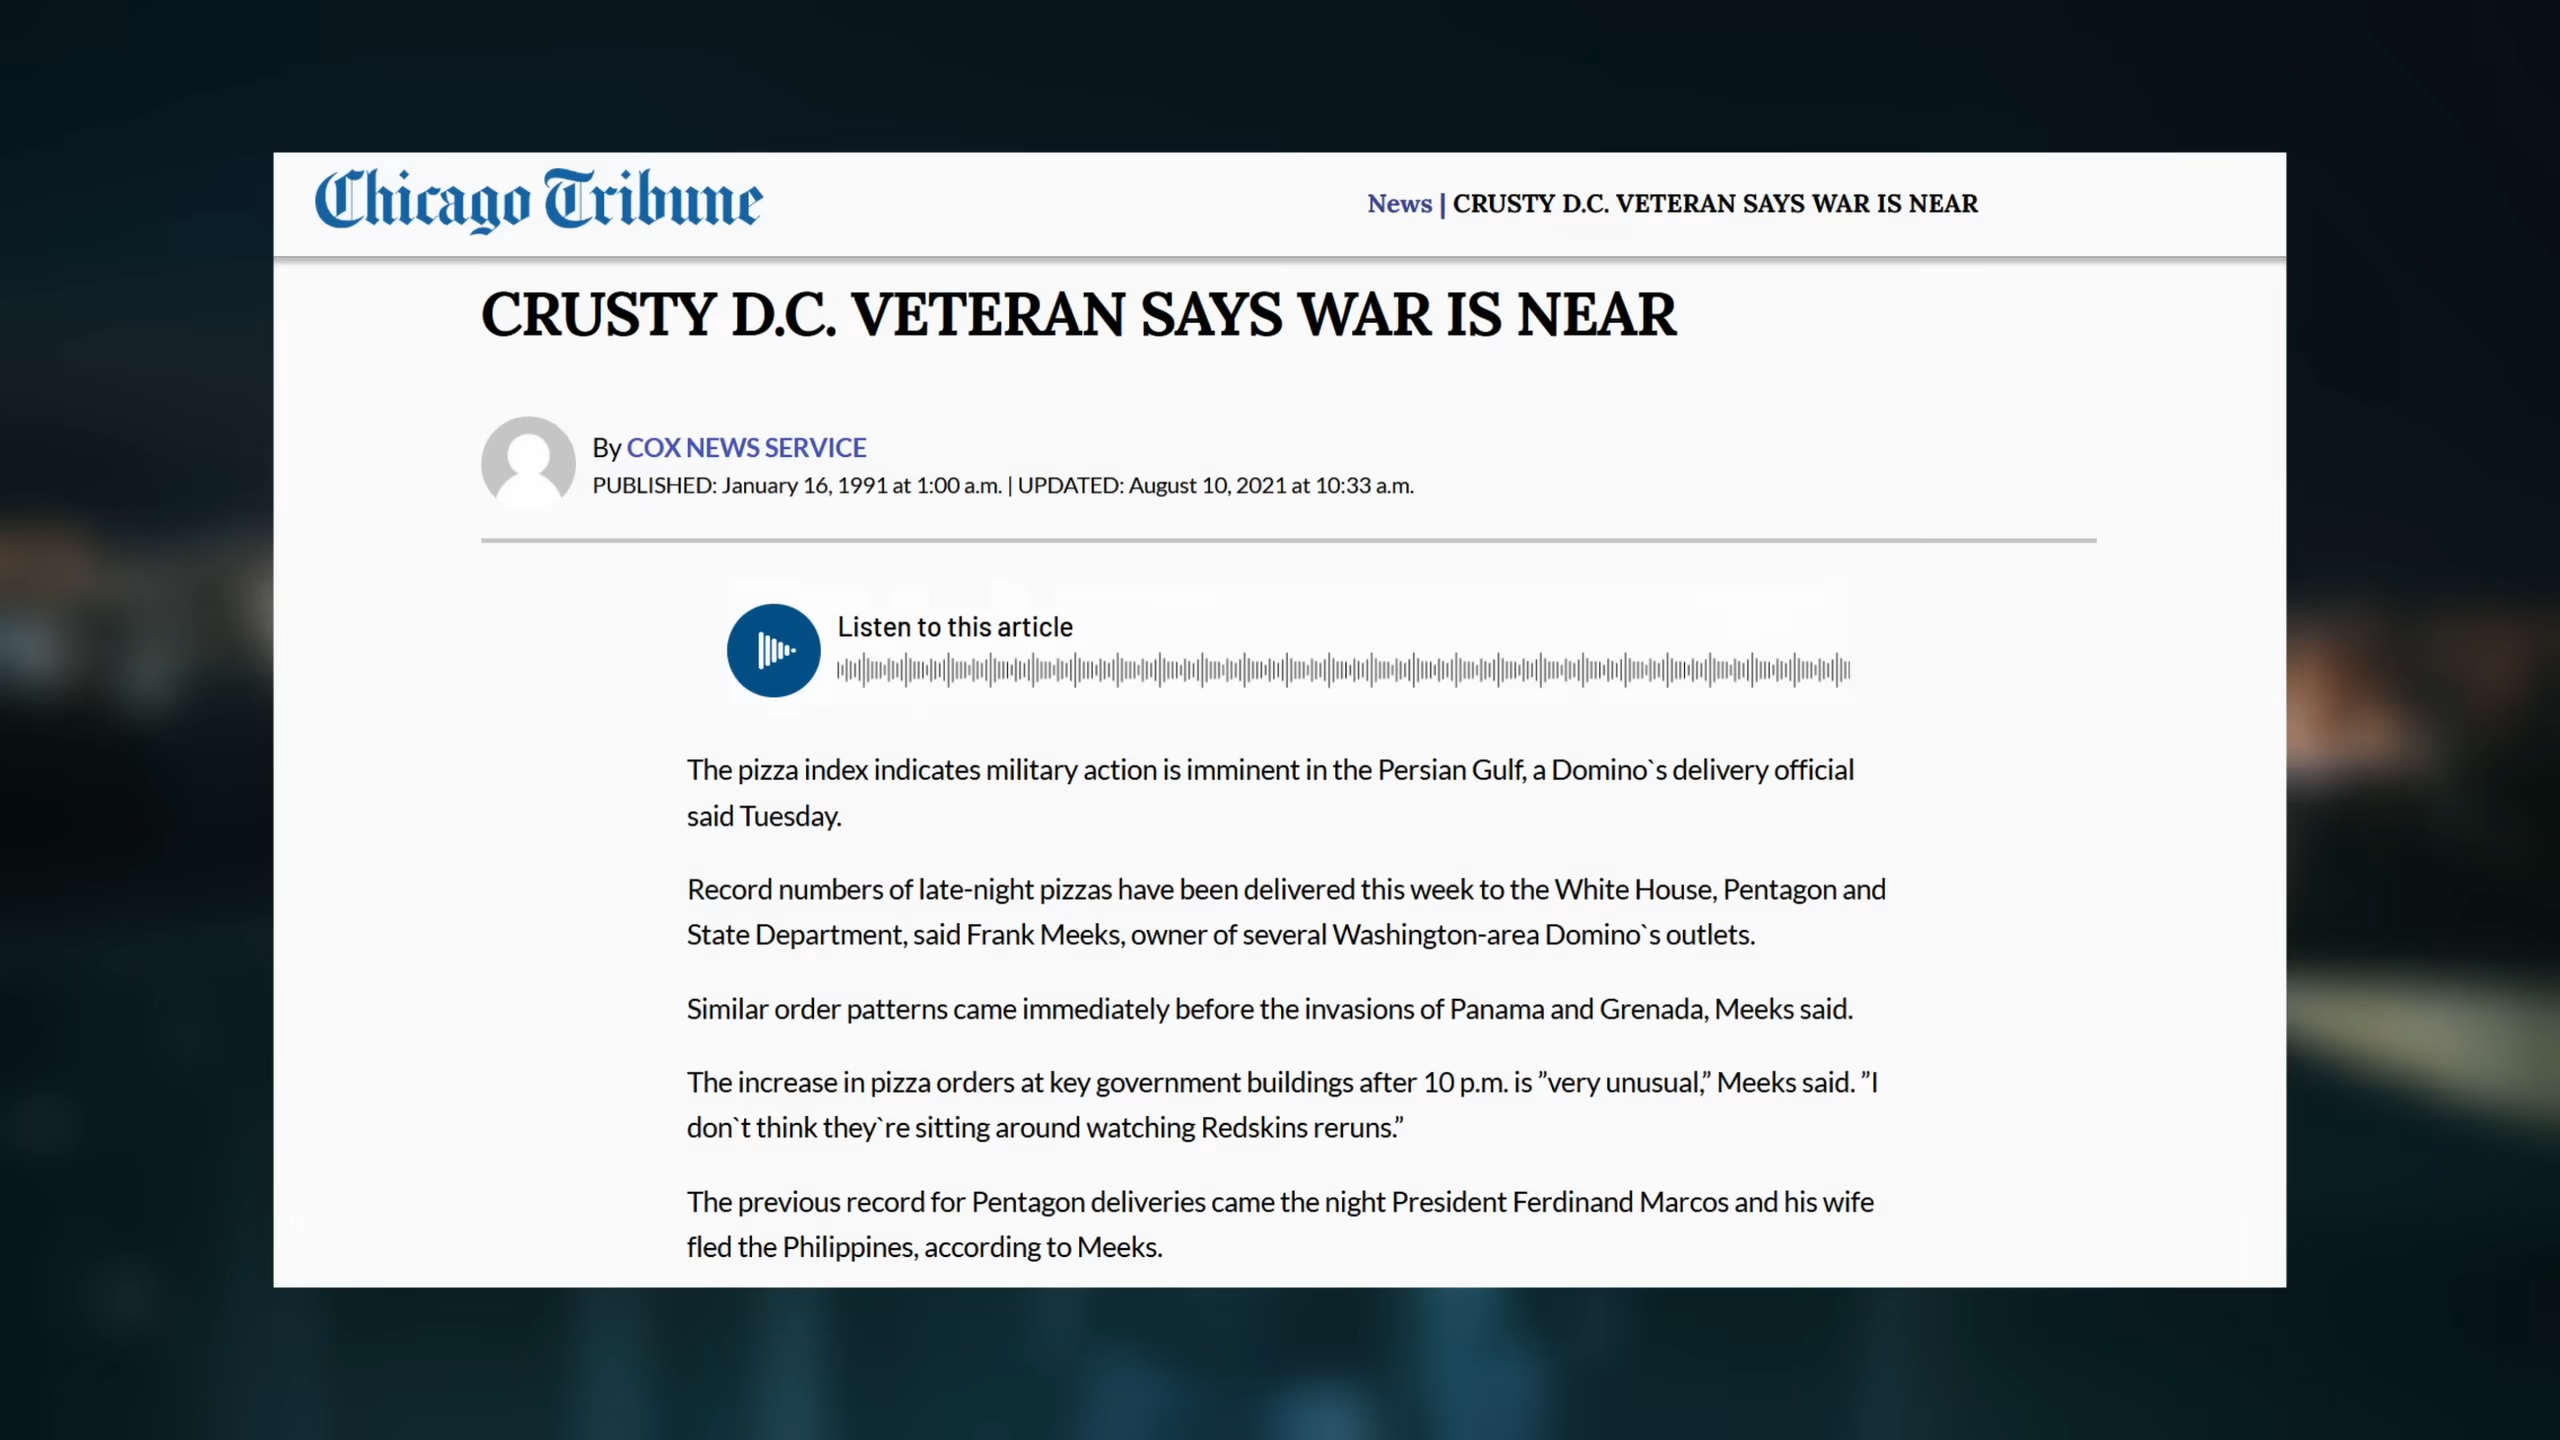 Chicago Tribune
News | CRUSTY D.C. VETERAN SAYS WAR IS NEAR
CRUSTY D.C. VETERAN SAYS WAR IS NEAR
By COX NEWS SERVICE
PUBLISHED: January 16, 1991 at 1:00 a.m. | UPDATED: August 10, 2021 at 10:33 a.m.
Listen to this article
The pizza index indicates military action is imminent in the Persian Gulf, a Domino`s delivery official
said Tuesday.
Record numbers of late-night pizzas have been delivered this week to the White House, Pentagon and
State Department, said Frank Meeks, owner of several Washington-area Domino`s outlets.
Similar order patterns came immediately before the invasions of Panama and Grenada, Meeks said.
The increase in pizza orders at key government buildings after 10 p.m. is ”very unusual,” Meeks said. ”I
don`t think they`re sitting around watching Redskins reruns.”
The previous record for Pentagon deliveries came the night President Ferdinand Marcos and his wife
fled the Philippines, according to Meeks.